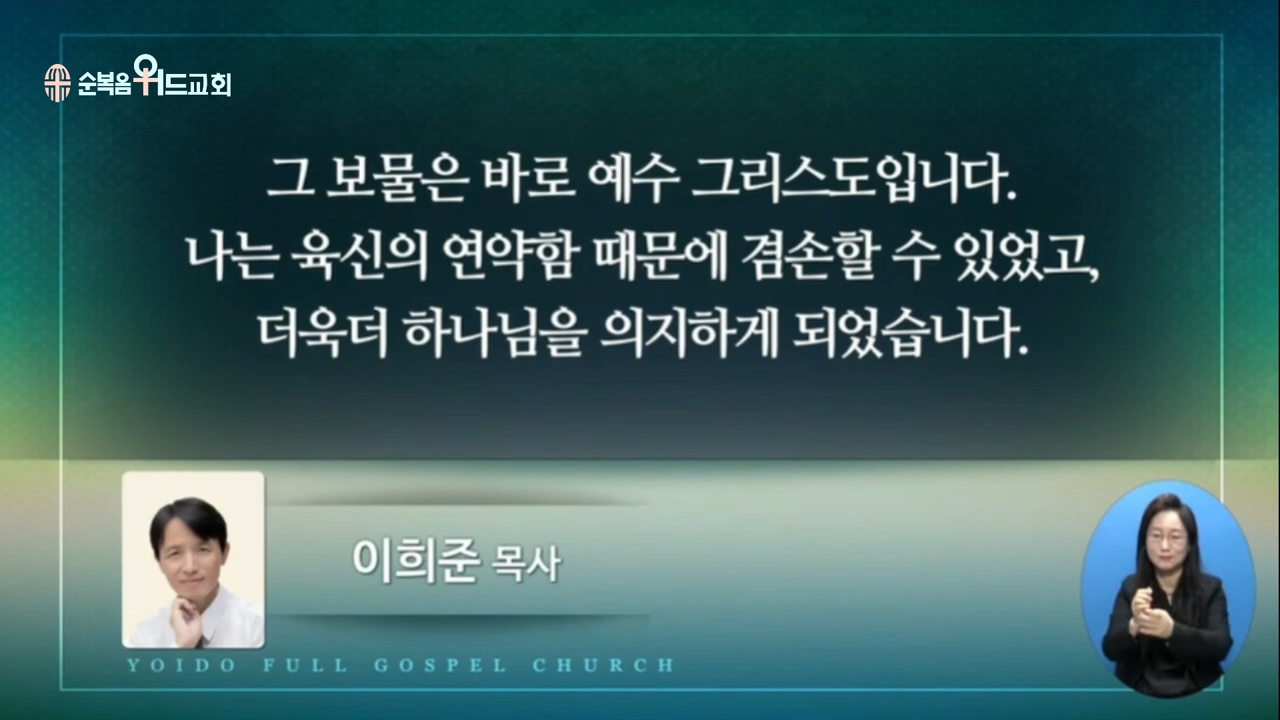 순복음위드교회
그 보물은 바로 예수 그리스도입니다.
나는 육신의 연약함 때문에 겸손할 수 있었고,
더욱더 하나님을 의지하게 되었습니다.
이희준 목사
YOIDO FULL GOSPEL CHURCH